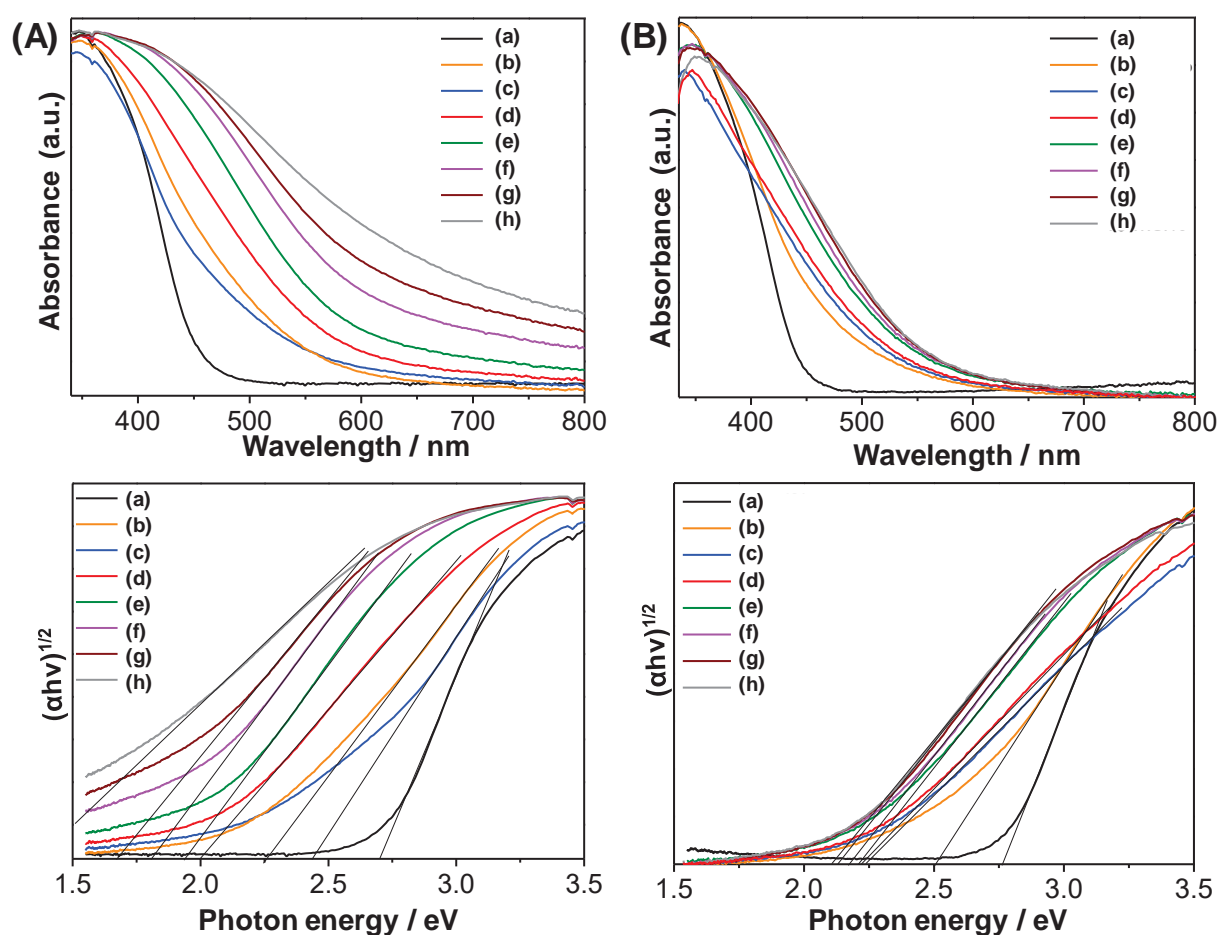 (A)
Absorbance (a.u.)
(a)
(b)
(c)
(d)
(e)
(f)
(g)
(h)
400 500 600 700 800
Wavelength / nm
(B)
Absorbance (a.u.)
(a)
(b)
(c)
(d)
(e)
(f)
(g)
(h)
400 500 600 700 800
Wavelength / nm
(αhν)1/2
(a)
(b)
(c)
(d)
(e)
(f)
(g)
(h)
1.5 2.0 2.5 3.0 3.5
Photon energy / eV
(αhν)1/2
(a)
(b)
(c)
(d)
(e)
(f)
(g)
(h)
1.5 2.0 2.5 3.0 3.5
Photon energy / eV